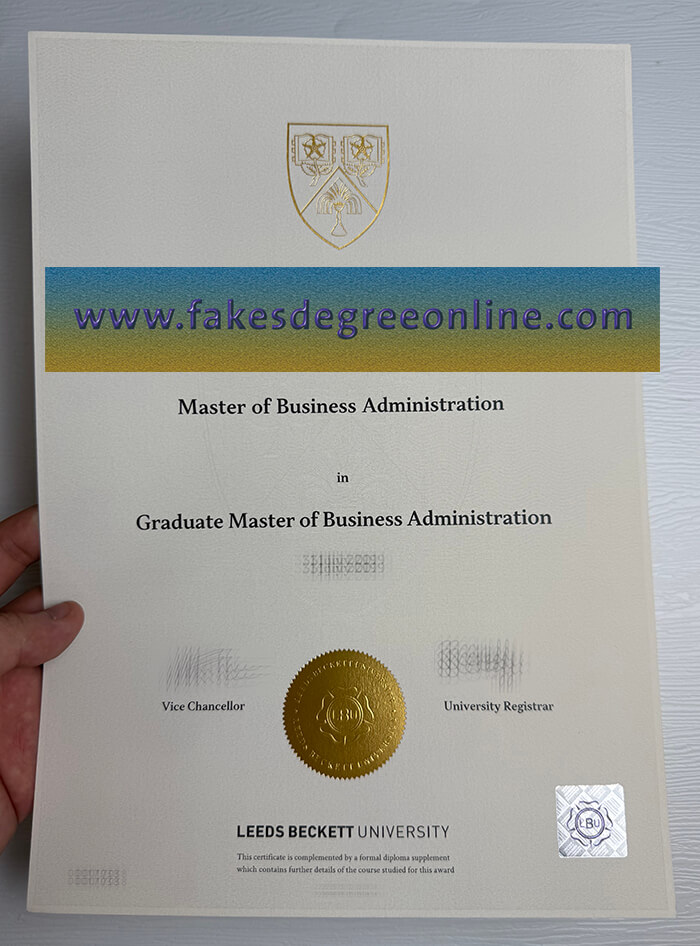 www.fakesdegreeonline.com
Master of Business Administration
in
Graduate Master of Business Administration
LBU
Vice Chancellor
University Registrar
LBU
LEEDS BECKETT UNIVERSITY
This certificate is complemented by a formal diploma supplement
which contains further details of the course studied for this award